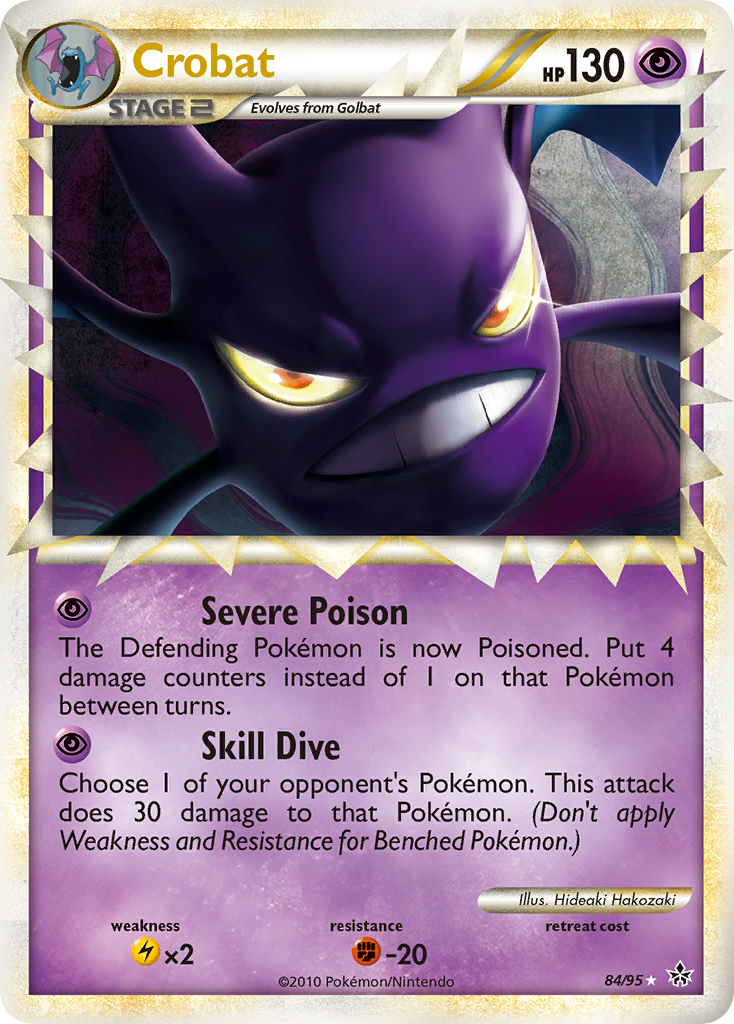 Crobat
HP 130
STAGE 2
Evolves from Golbat
Severe Poison
The Defending Pokémon is now Poisoned. Put 4
damage counters instead of 1 on that Pokémon
between turns.
Skill Dive
Choose 1 of your opponent's Pokémon. This attack
does 30 damage to that Pokémon. (Don't apply
Weakness and Resistance for Benched Pokémon.)
Illus. Hideaki Hakozaki
weakness resistance retreat cost
×2 -20
©2010 Pokémon/Nintendo 84/95 ★